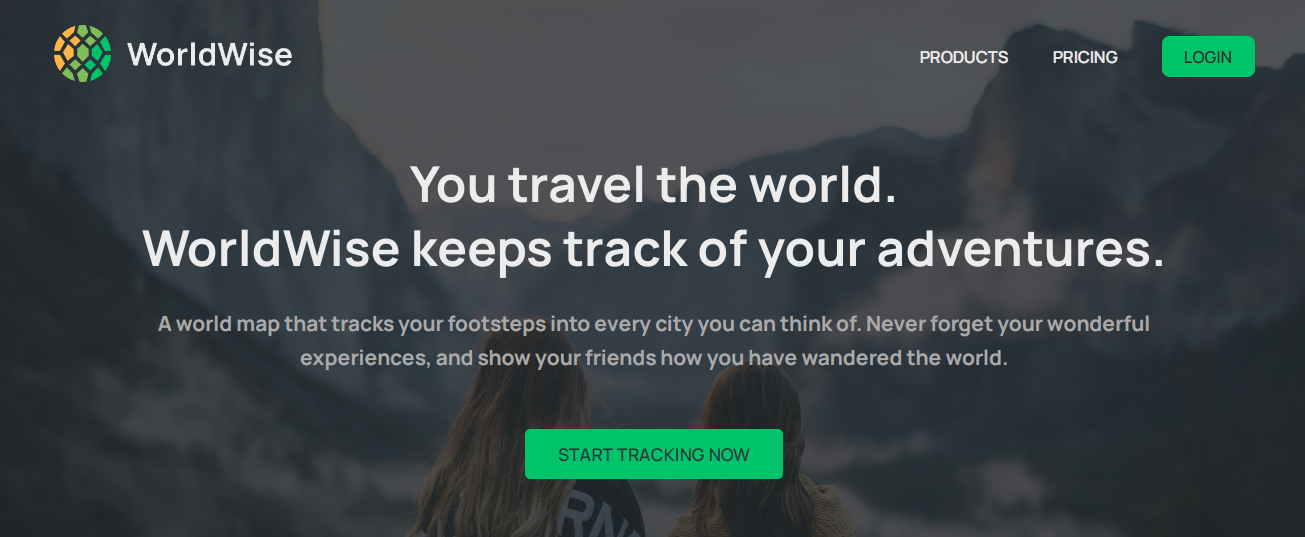 WorldWise
PRODUCTS
PRICING
LOGIN
You travel the world.
WorldWise keeps track of your adventures.
A world map that tracks your footsteps into every city you can think of. Never forget your wonderful
experiences, and show your friends how you have wandered the world.
START TRACKING NOW